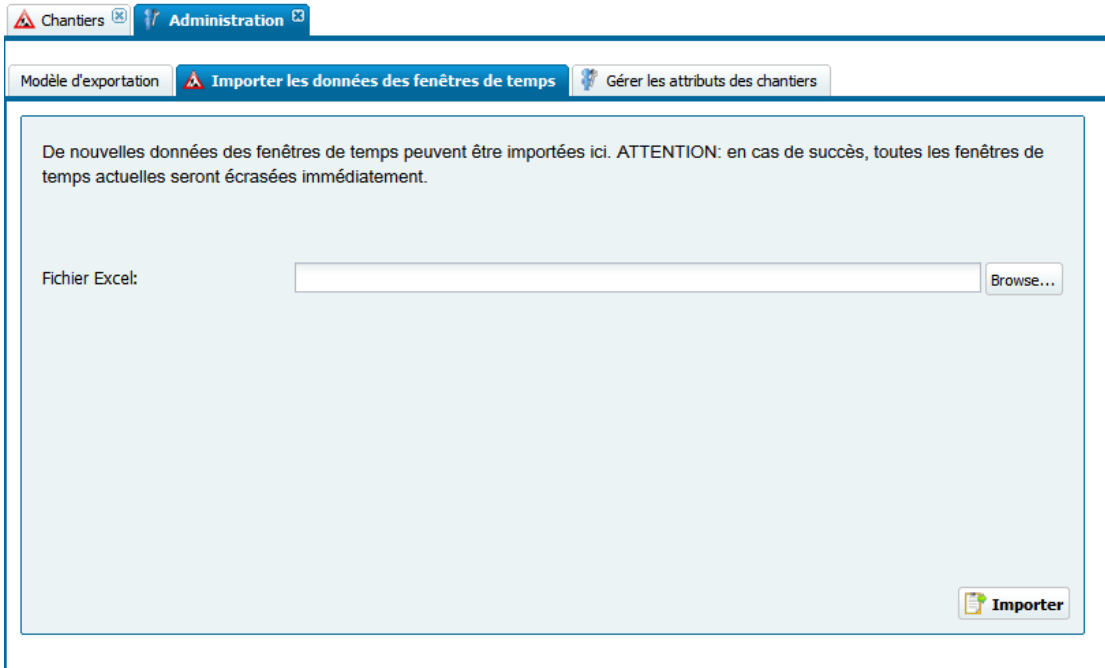 Chantiers
Administration
Modèle d'exportation
Importer les données des fenêtres de temps
Gérer les attributs des chantiers
De nouvelles données des fenêtres de temps peuvent être importées ici. ATTENTION: en cas de succès, toutes les fenêtres de
temps actuelles seront écrasées immédiatement.
Fichier Excel:
Browse...
Importer